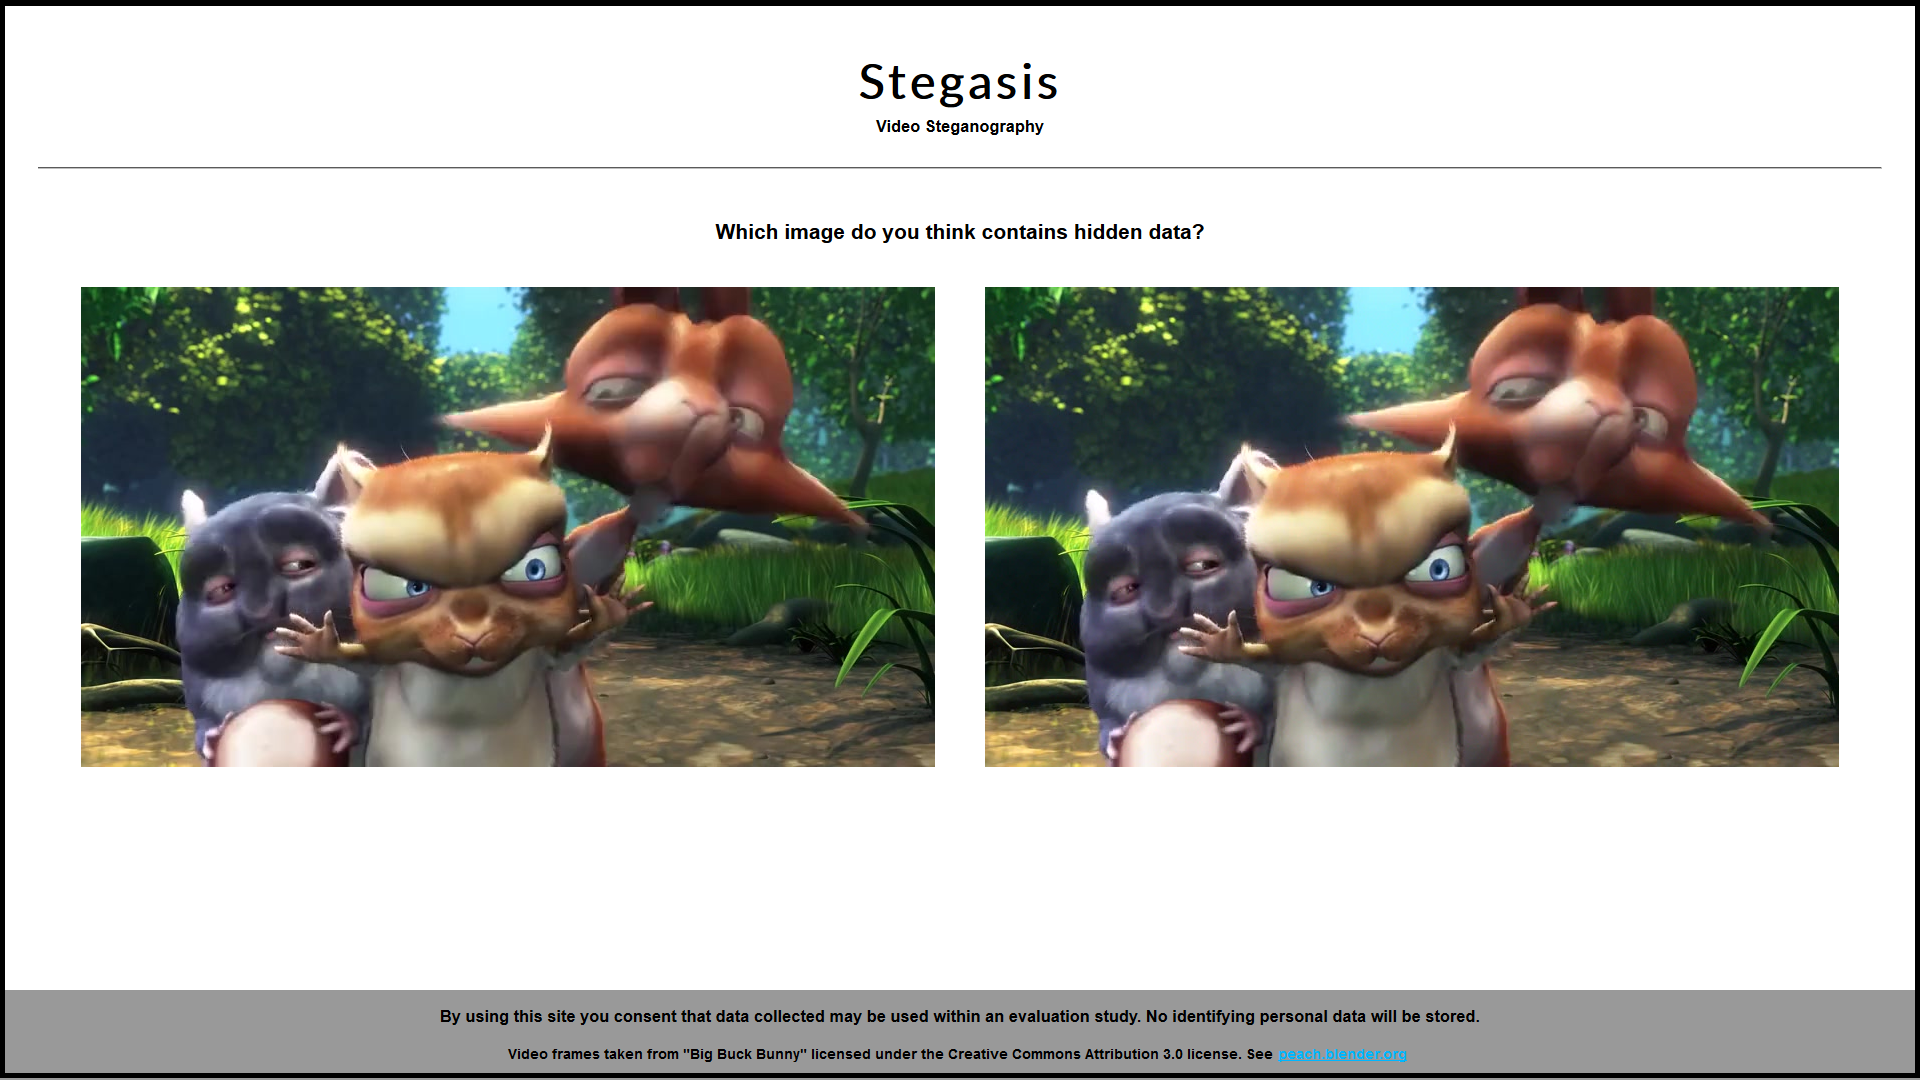 Stegasis
Video Steganography
Which image do you think contains hidden data?
By using this site you consent that data collected may be used within an evaluation study. No identifying personal data will be stored.
Video frames taken from "Big Buck Bunny" licensed under the Creative Commons Attribution 3.0 license. See peach.blender.org